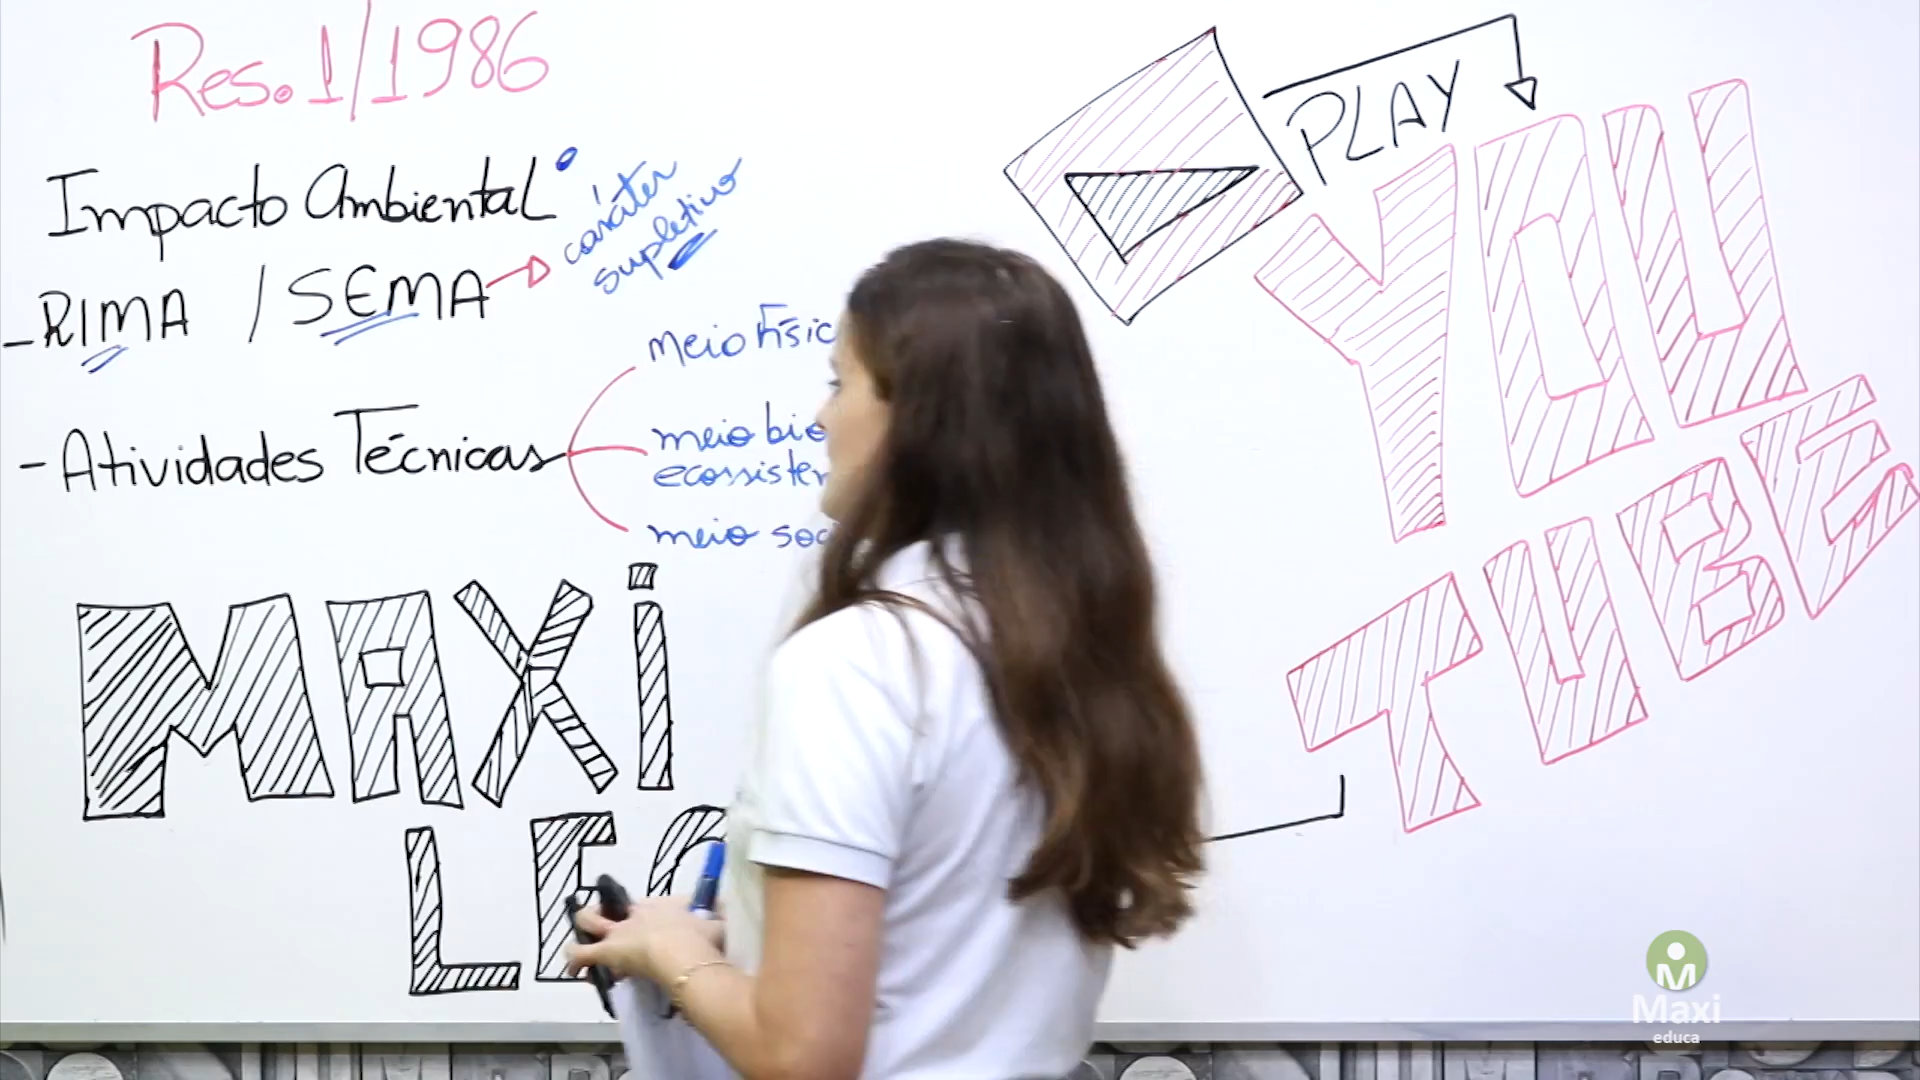 Res. 1/1986
Impacto Ambiental
caráter
supletivo
- RIMA / SEMA
- Atividades Técnicas
meio físic
meio bio
ecossiste
meio soc
MAXI
LE
PLAY
YOU
TUBE
M
Maxi
educa